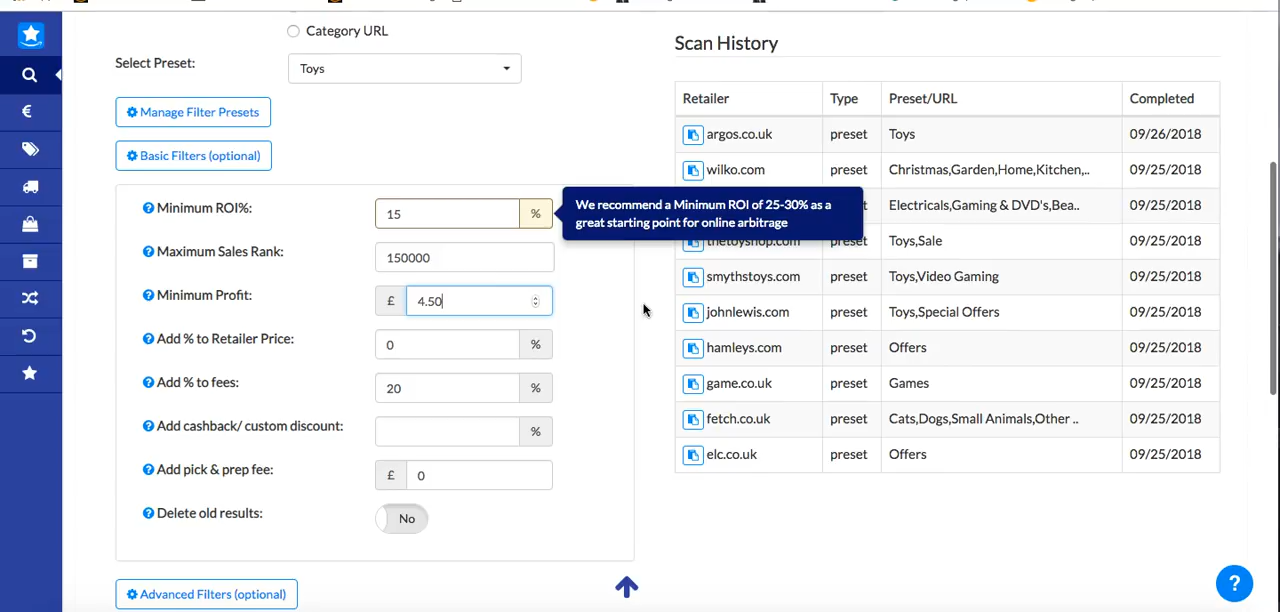 Category URL
Scan History
Select Preset:
Toys
Retailer Type Preset/URL Completed
Manage Filter Presets
argos.co.uk preset Toys 09/26/2018
Basic Filters (optional)
wilko.com preset Christmas,Garden,Home,Kitchen,.. 09/25/2018
Minimum ROI%:
15 %
We recommend a Minimum ROI of 25-30% as a
great starting point for online arbitrage
Electricals,Gaming & DVD's,Bea.. 09/25/2018
Maximum Sales Rank:
150000
thetoyshop.com preset Toys,Sale 09/25/2018
smythstoys.com preset Toys,Video Gaming 09/25/2018
Minimum Profit:
£ 4.50
johnlewis.com preset Toys,Special Offers 09/25/2018
Add % to Retailer Price:
0 %
hamleys.com preset Offers 09/25/2018
Add % to fees:
20 %
game.co.uk preset Games 09/25/2018
Add cashback/ custom discount:
%
fetch.co.uk preset Cats,Dogs,Small Animals,Other .. 09/25/2018
Add pick & prep fee:
£ 0
elc.co.uk preset Offers 09/25/2018
Delete old results:
No
Advanced Filters (optional)
?